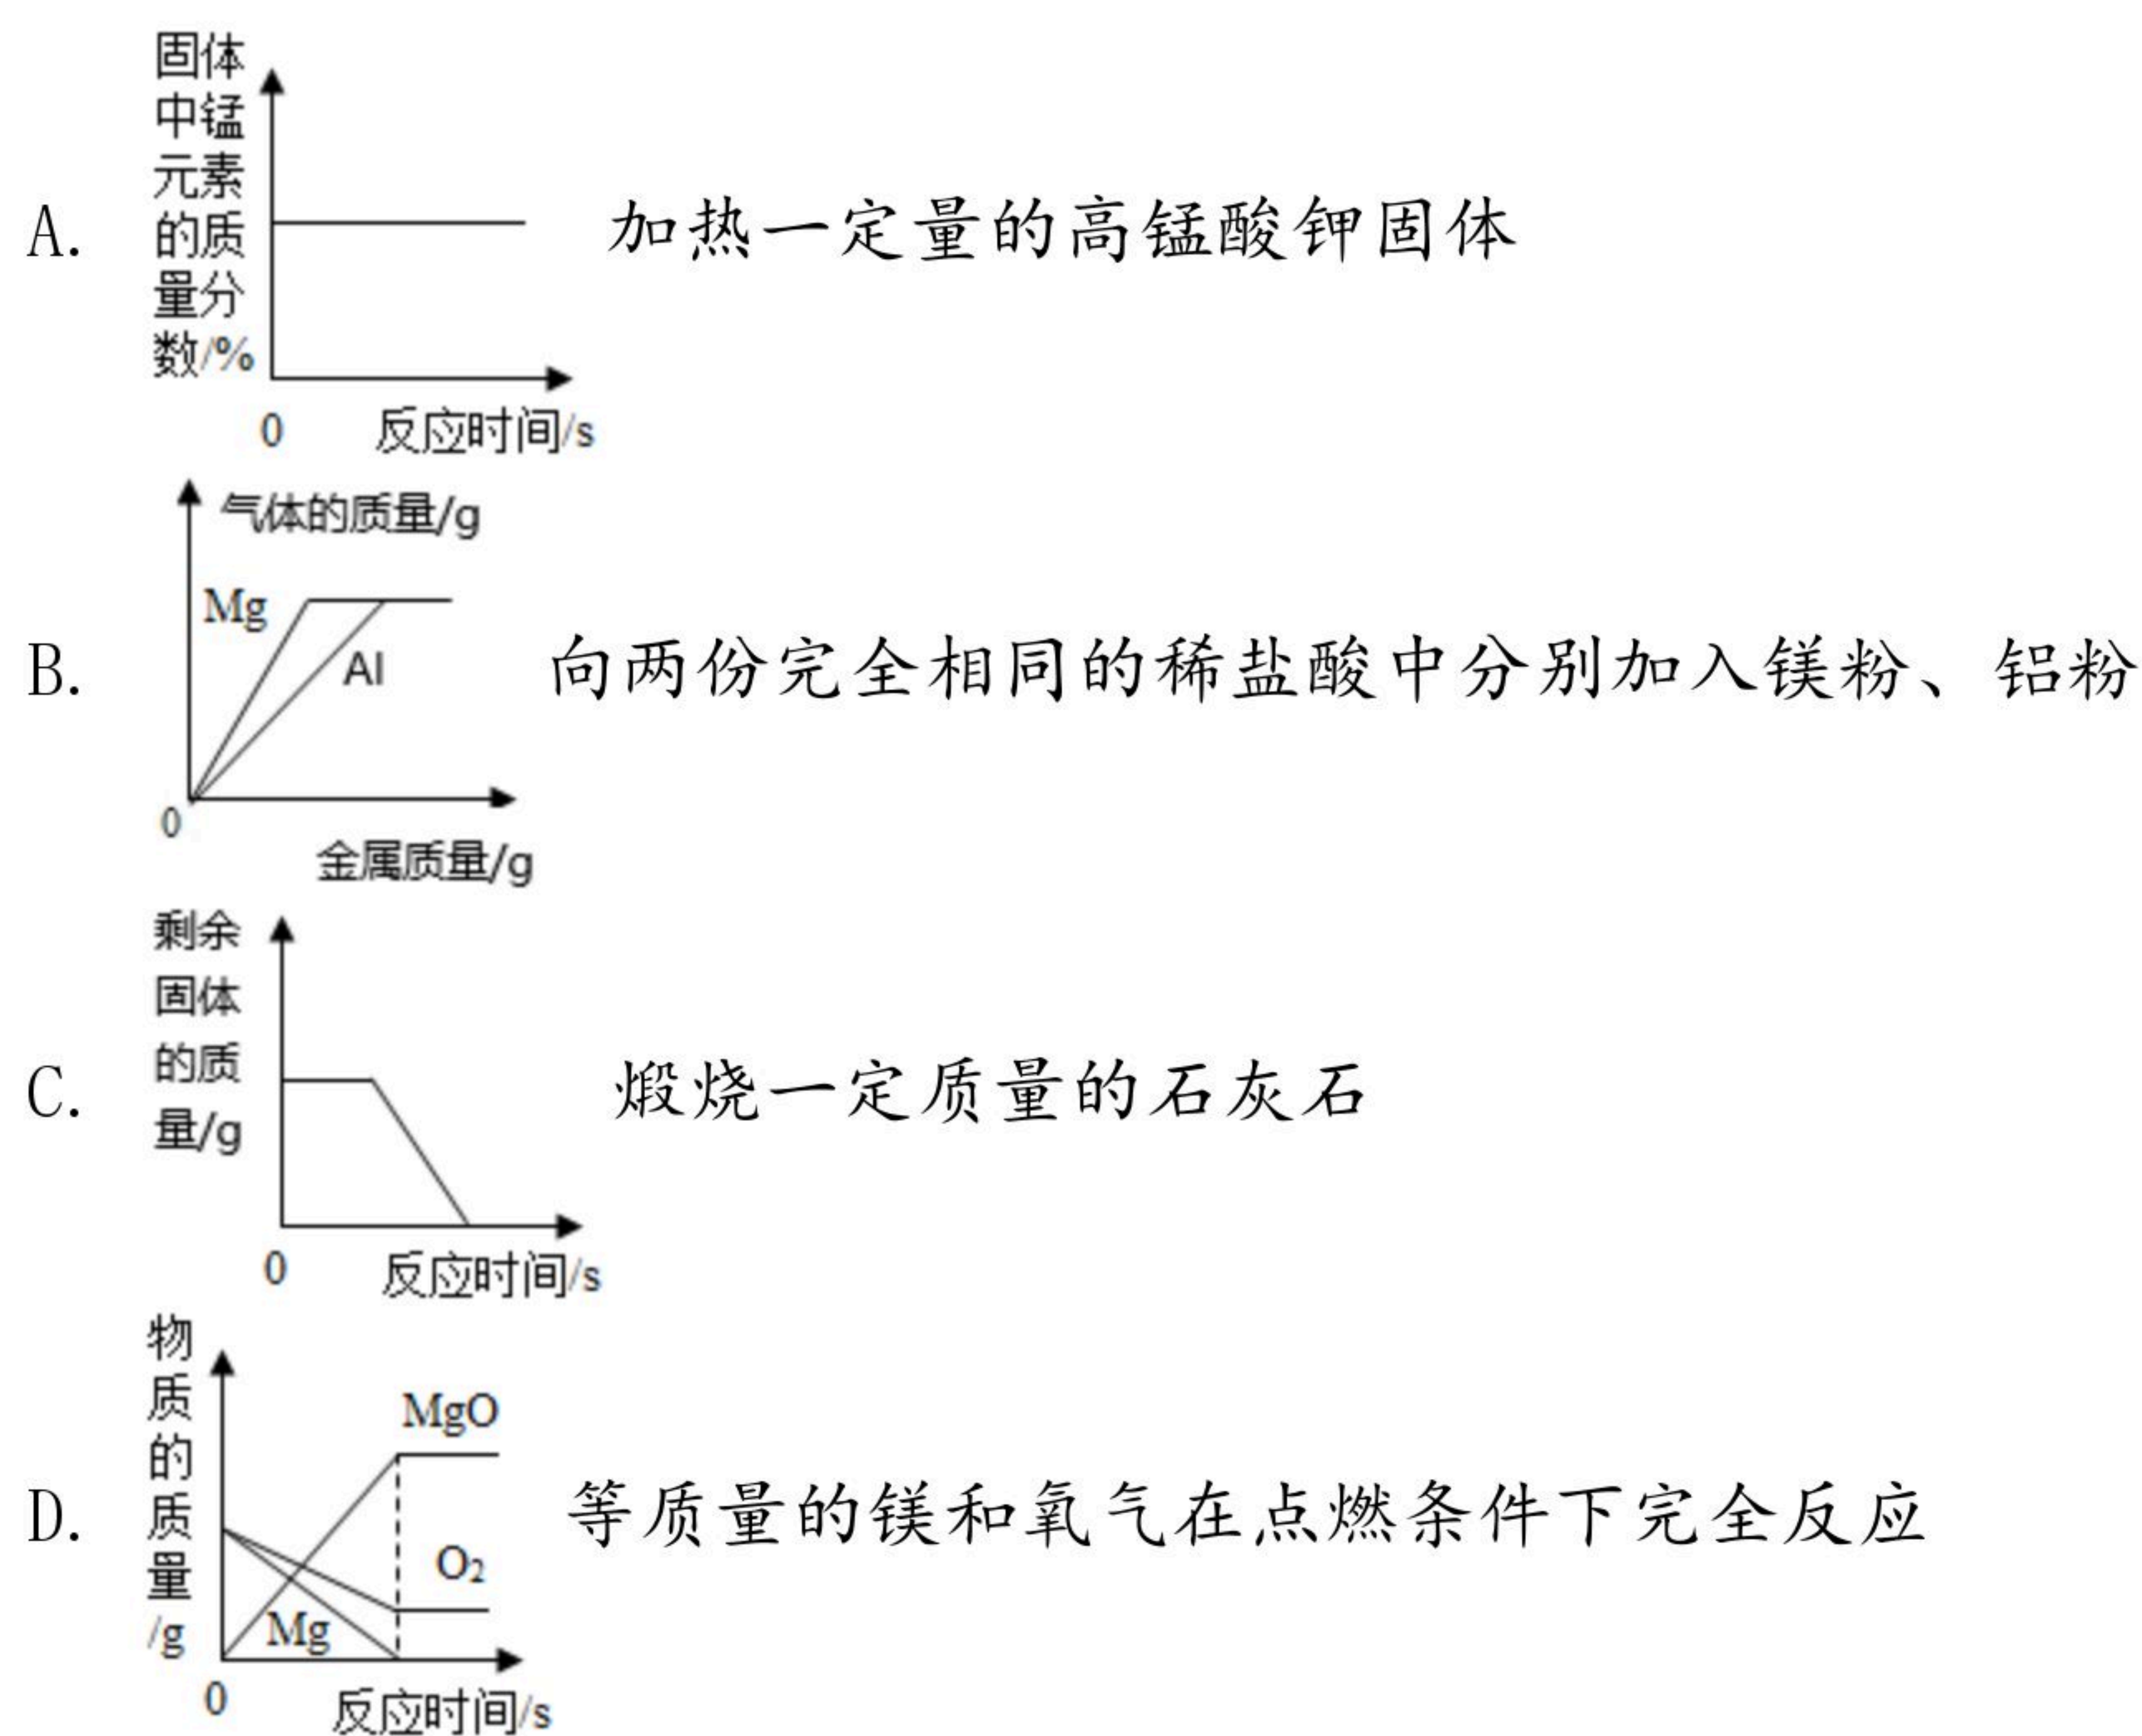 固体
中锰
元素
的质
量分
数/%
A.
加热一定量的高锰酸钾固体
0
反应时间/s
气体的质量/g
Mg
Al
B.
向两份完全相同的稀盐酸中分别加入镁粉、铝粉
0
金属质量/g
剩余
固体
的质
量/g
C.
煅烧一定质量的石灰石
0
反应时间/s
物
质
的
质
量
/g
MgO
O₂
Mg
D.
等质量的镁和氧气在点燃条件下完全反应
0
反应时间/s